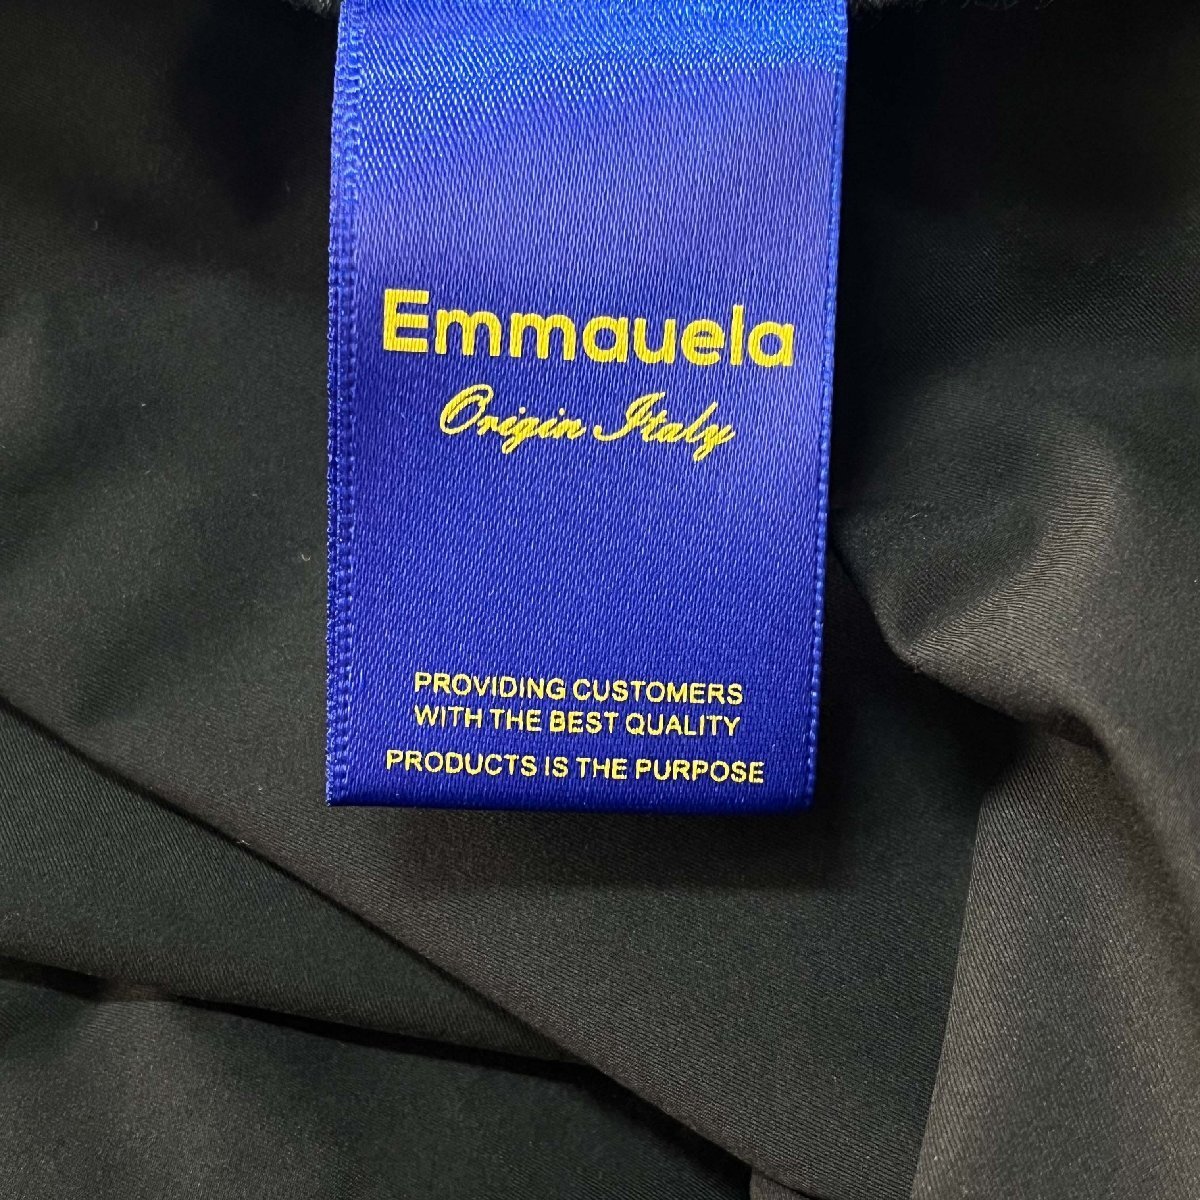 Emmauela
Origin Italy
PROVIDING CUSTOMERS
WITH THE BEST QUALITY
PRODUCTS IS THE PURPOSE